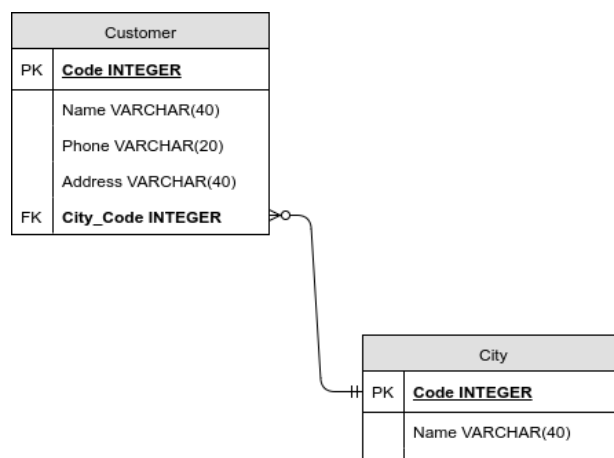 Customer
PK Code INTEGER
Name VARCHAR(40)
Phone VARCHAR(20)
Address VARCHAR(40)
FK City_Code INTEGER
City
PK Code INTEGER
Name VARCHAR(40)